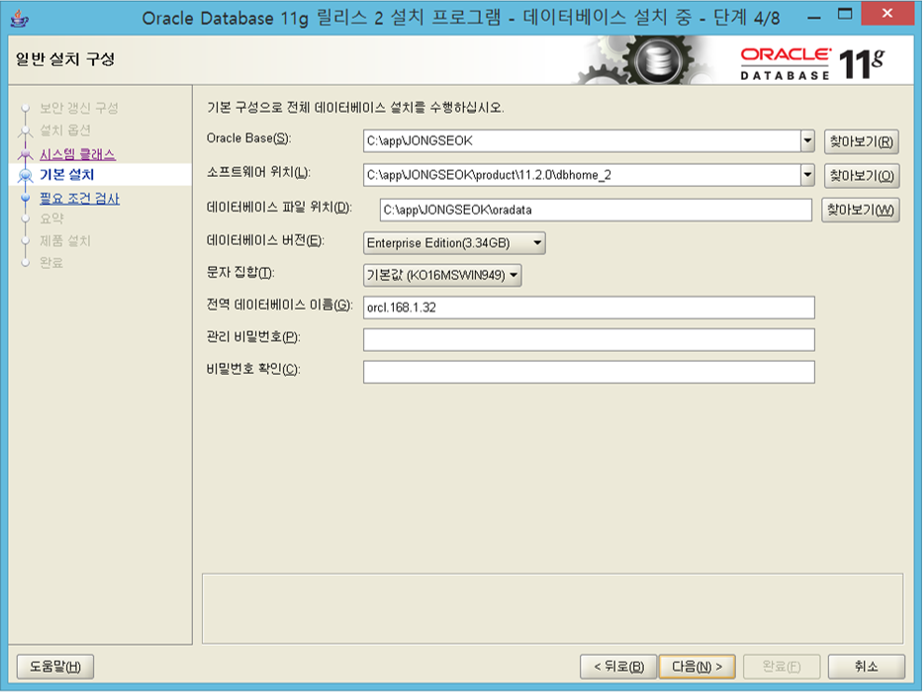 Oracle Database 11g 릴리스 2 설치 프로그램 - 데이터베이스 설치 중 - 단계 4/8
일반 설치 구성
ORACLE
DATABASE 11g
보안 갱신 구성
설치 옵션
시스템 클래스
기본 설치
필요 조건 검사
요약
제품 설치
완료
기본 구성으로 전체 데이터베이스 설치를 수행하십시오.
Oracle Base(S): C:\app\JONGSEOK 찾아보기(R)
소프트웨어 위치(L): C:\app\JONGSEOK\product\11.2.0\dbhome_2 찾아보기(O)
데이터베이스 파일 위치(D): C:\app\JONGSEOK\oradata 찾아보기(W)
데이터베이스 버전(E): Enterprise Edition(3.34GB)
문자 집합(T): 기본값 (KO16MSWIN949)
전역 데이터베이스 이름(G): orcl.168.1.32
관리 비밀번호(P):
비밀번호 확인(C):
도움말(H) < 뒤로(B) 다음(N) > 완료(F) 취소